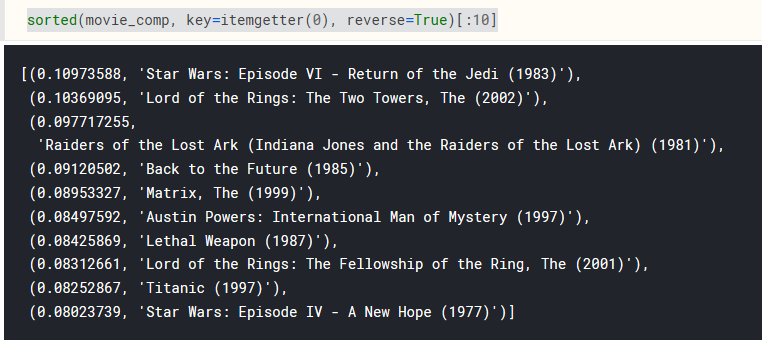 sorted(movie_comp, key=itemgetter(0), reverse=True)[:10]
[(0.10973588, 'Star Wars: Episode VI - Return of the Jedi (1983)'),
(0.10369095, 'Lord of the Rings: The Two Towers, The (2002)'),
(0.097717255,
'Raiders of the Lost Ark (Indiana Jones and the Raiders of the Lost Ark) (1981)'),
(0.09120502, 'Back to the Future (1985)'),
(0.08953327, 'Matrix, The (1999)'),
(0.08497592, 'Austin Powers: International Man of Mystery (1997)'),
(0.08425869, 'Lethal Weapon (1987)'),
(0.08312661, 'Lord of the Rings: The Fellowship of the Ring, The (2001)'),
(0.08252867, 'Titanic (1997)'),
(0.08023739, 'Star Wars: Episode IV - A New Hope (1977)')]